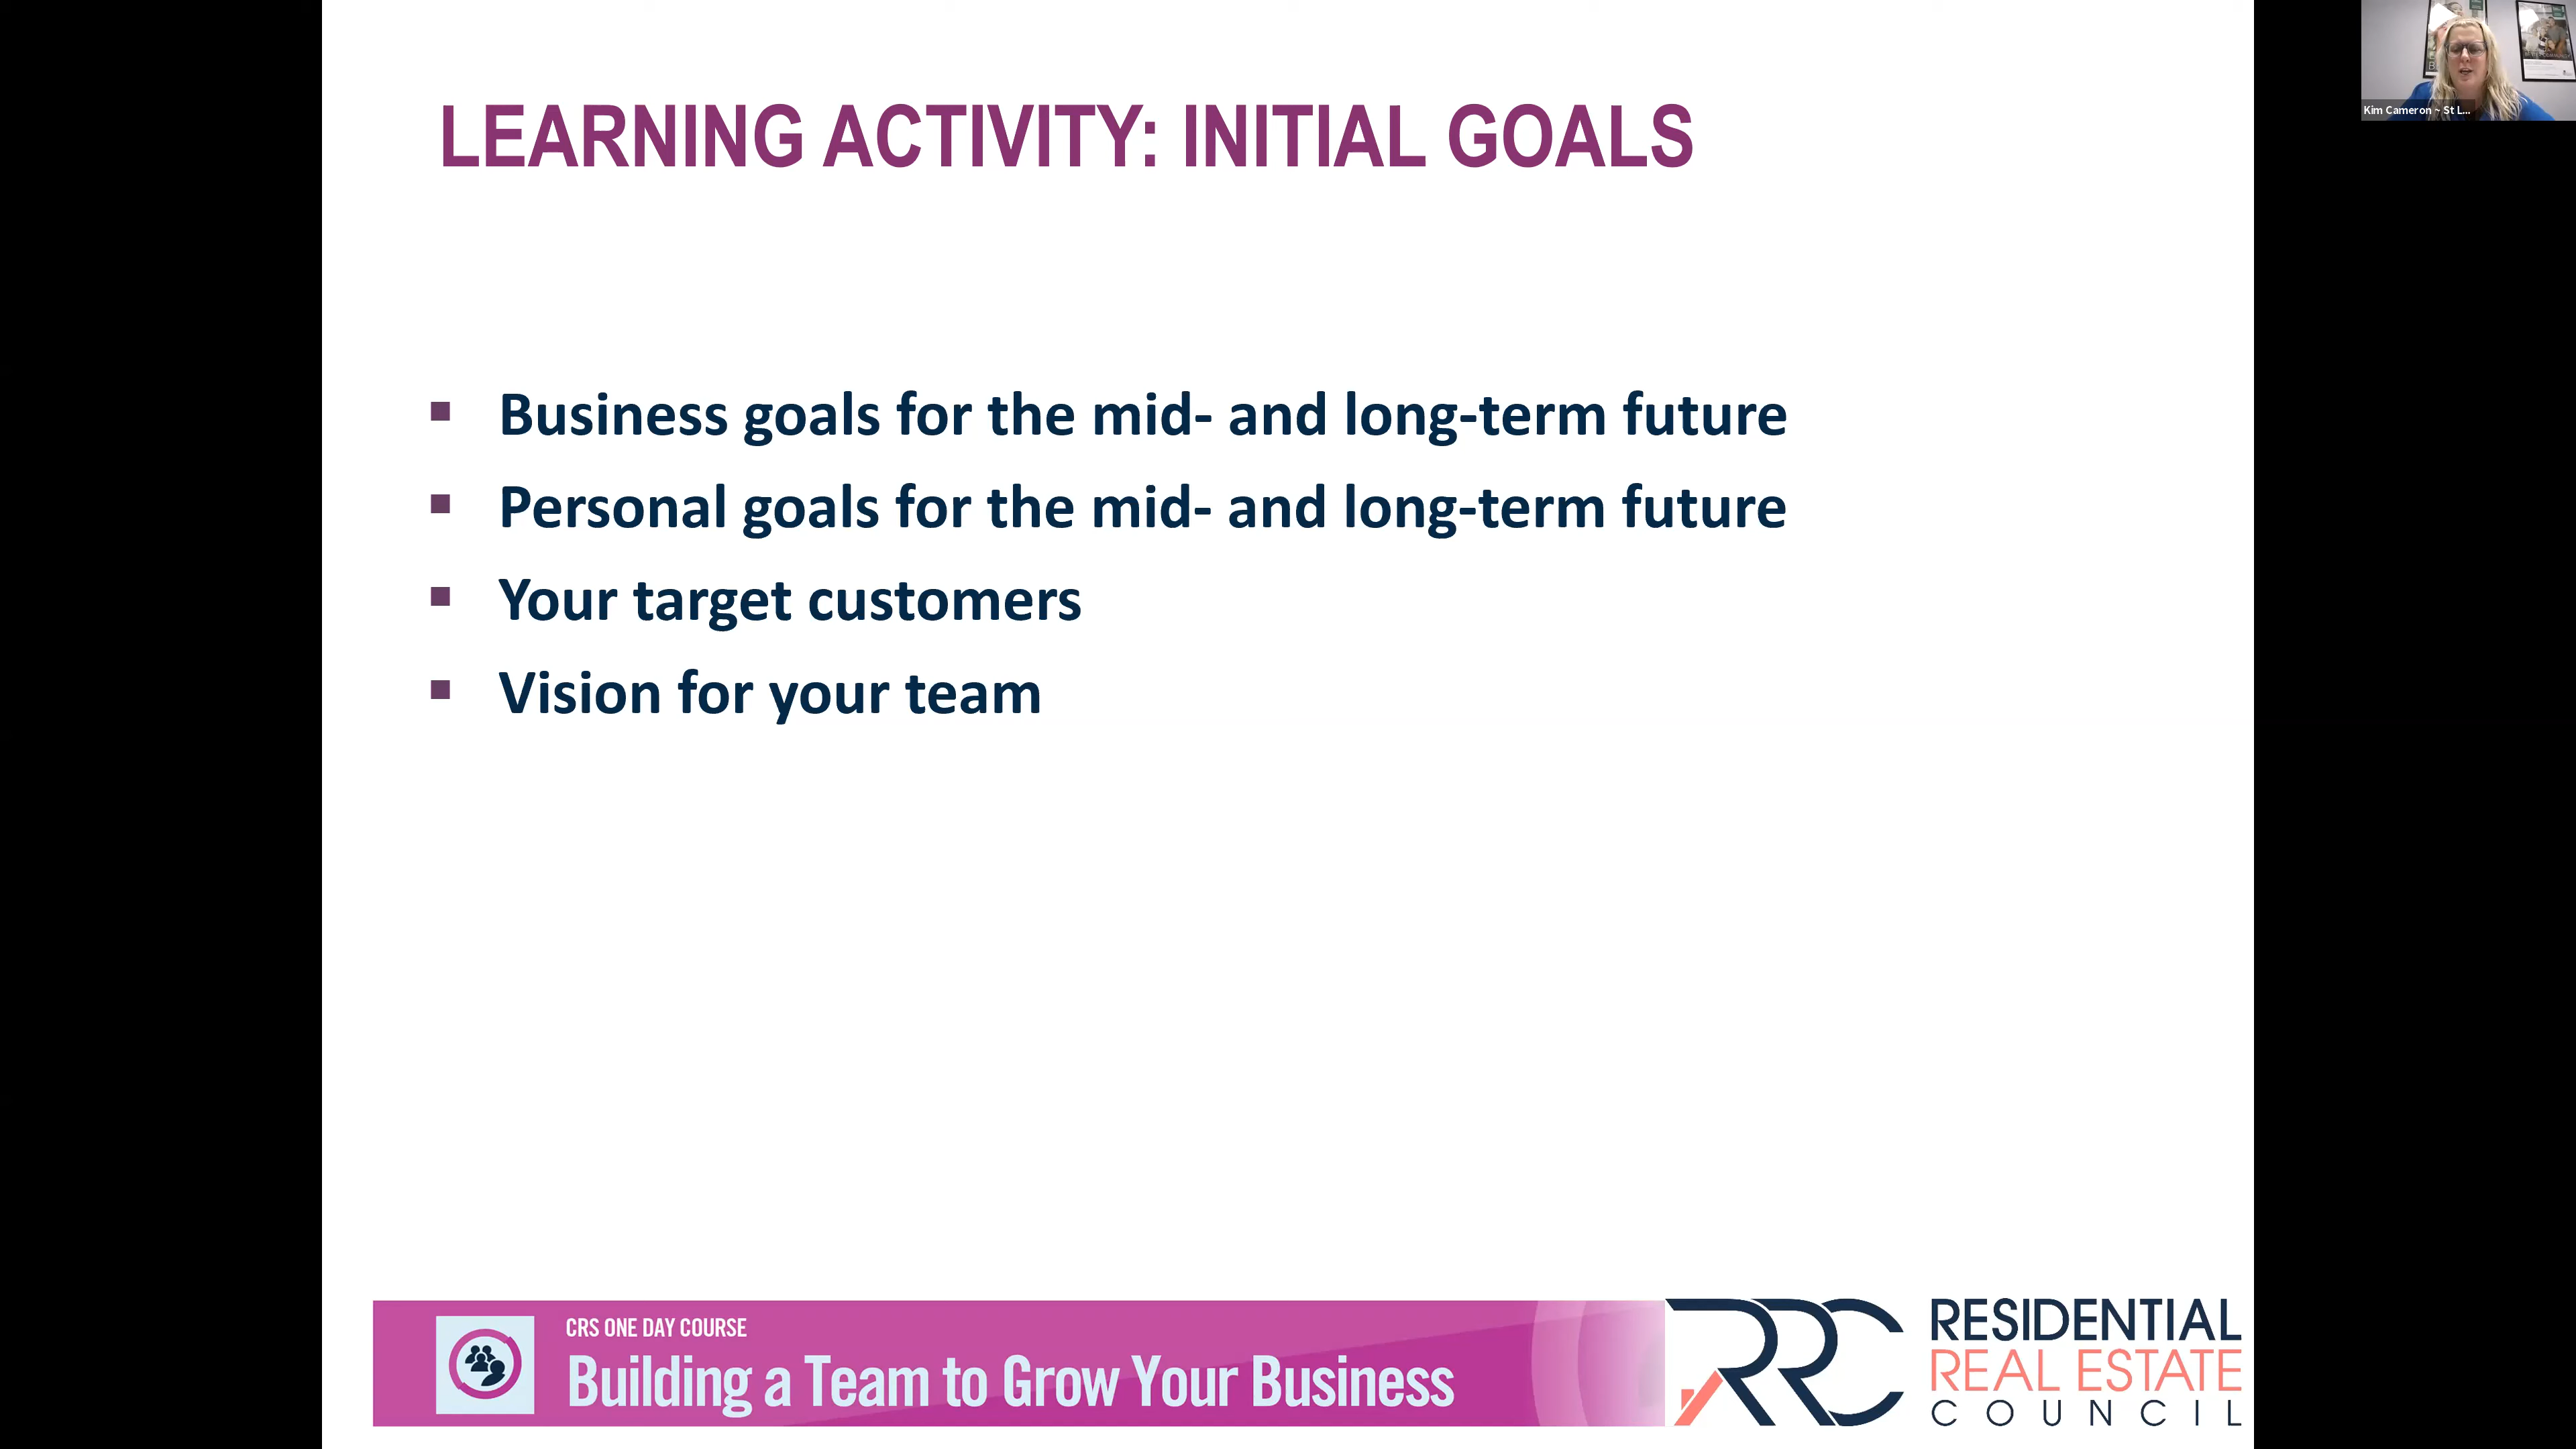 LEARNING ACTIVITY: INITIAL GOALS
Kim Cameron ~ St L...
Business goals for the mid- and long-term future
Personal goals for the mid- and long-term future
Your target customers
Vision for your team
CRS ONE DAY COURSE
Building a Team to Grow Your Business
RRC
RESIDENTIAL
REAL ESTATE
COUNCIL